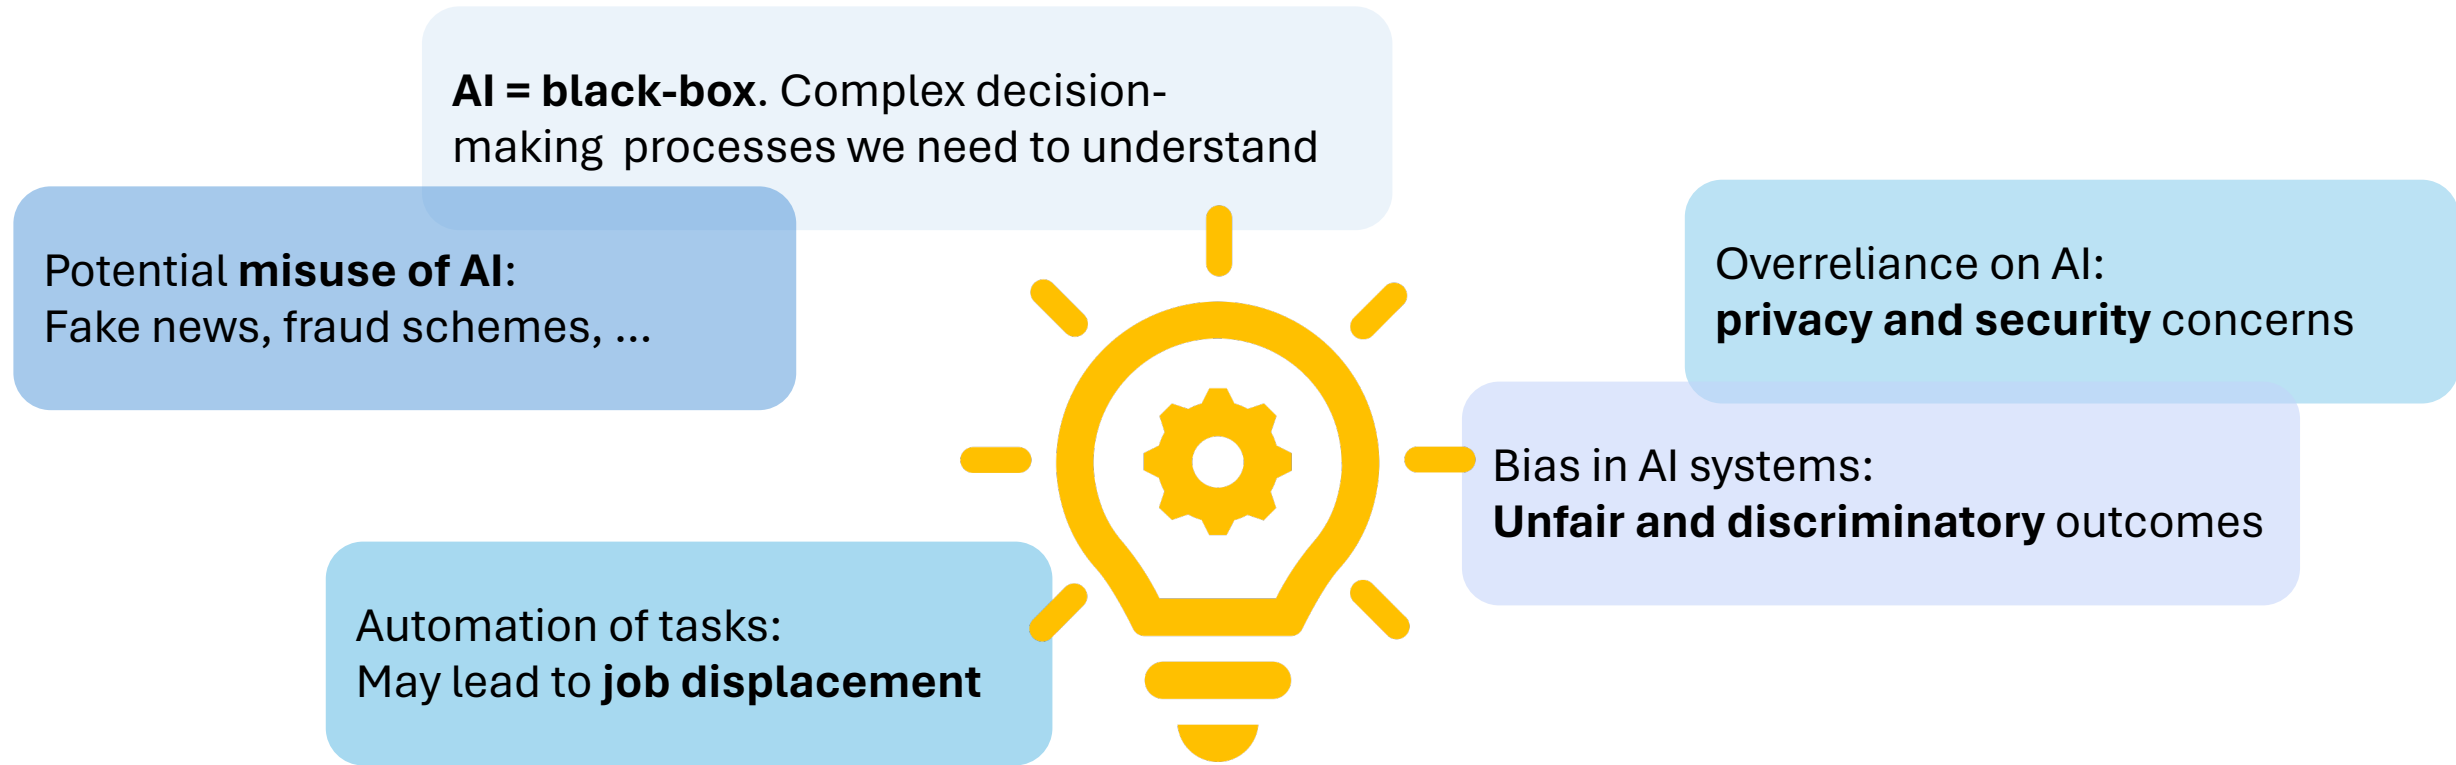 AI = black-box. Complex decision-
making  processes we need to understand
Potential misuse of AI:
Fake news, fraud schemes, ...
Overreliance on AI:
privacy and security concerns
Bias in AI systems:
Unfair and discriminatory outcomes
Automation of tasks:
May lead to job displacement